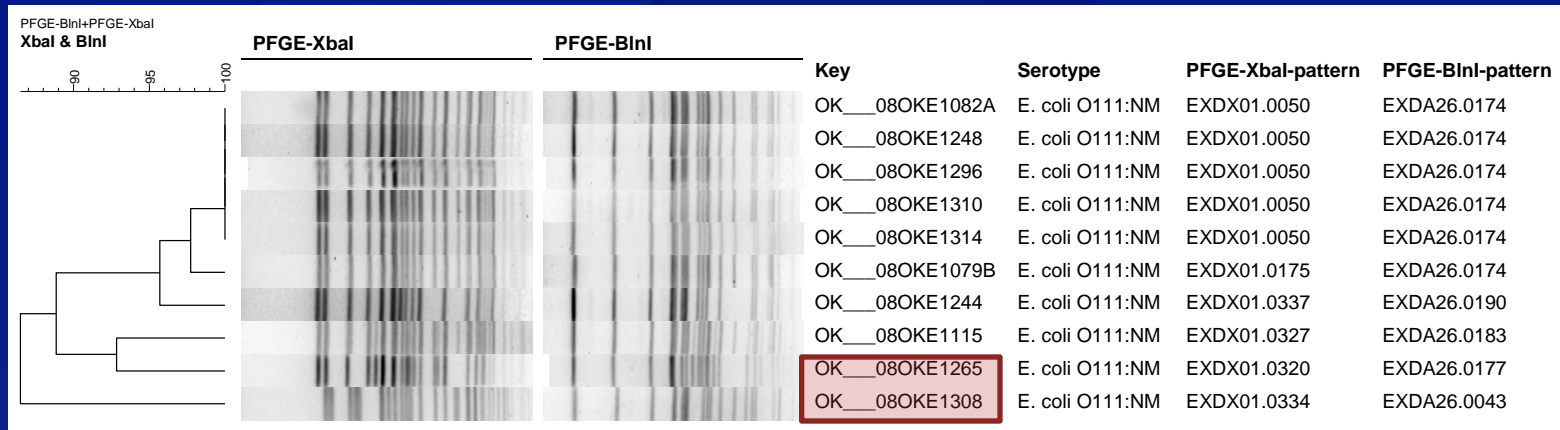 PFGE-BlnI+PFGE-XbaI
XbaI & BlnI PFGE-XbaI PFGE-BlnI
90 95 100
Key Serotype PFGE-XbaI-pattern PFGE-BlnI-pattern
OK___08OKE1082A E. coli O111:NM EXDX01.0050 EXDA26.0174
OK___08OKE1248 E. coli O111:NM EXDX01.0050 EXDA26.0174
OK___08OKE1296 E. coli O111:NM EXDX01.0050 EXDA26.0174
OK___08OKE1310 E. coli O111:NM EXDX01.0050 EXDA26.0174
OK___08OKE1314 E. coli O111:NM EXDX01.0050 EXDA26.0174
OK___08OKE1079B E. coli O111:NM EXDX01.0175 EXDA26.0174
OK___08OKE1244 E. coli O111:NM EXDX01.0337 EXDA26.0190
OK___08OKE1115 E. coli O111:NM EXDX01.0327 EXDA26.0183
OK___08OKE1265 E. coli O111:NM EXDX01.0320 EXDA26.0177
OK___08OKE1308 E. coli O111:NM EXDX01.0334 EXDA26.0043